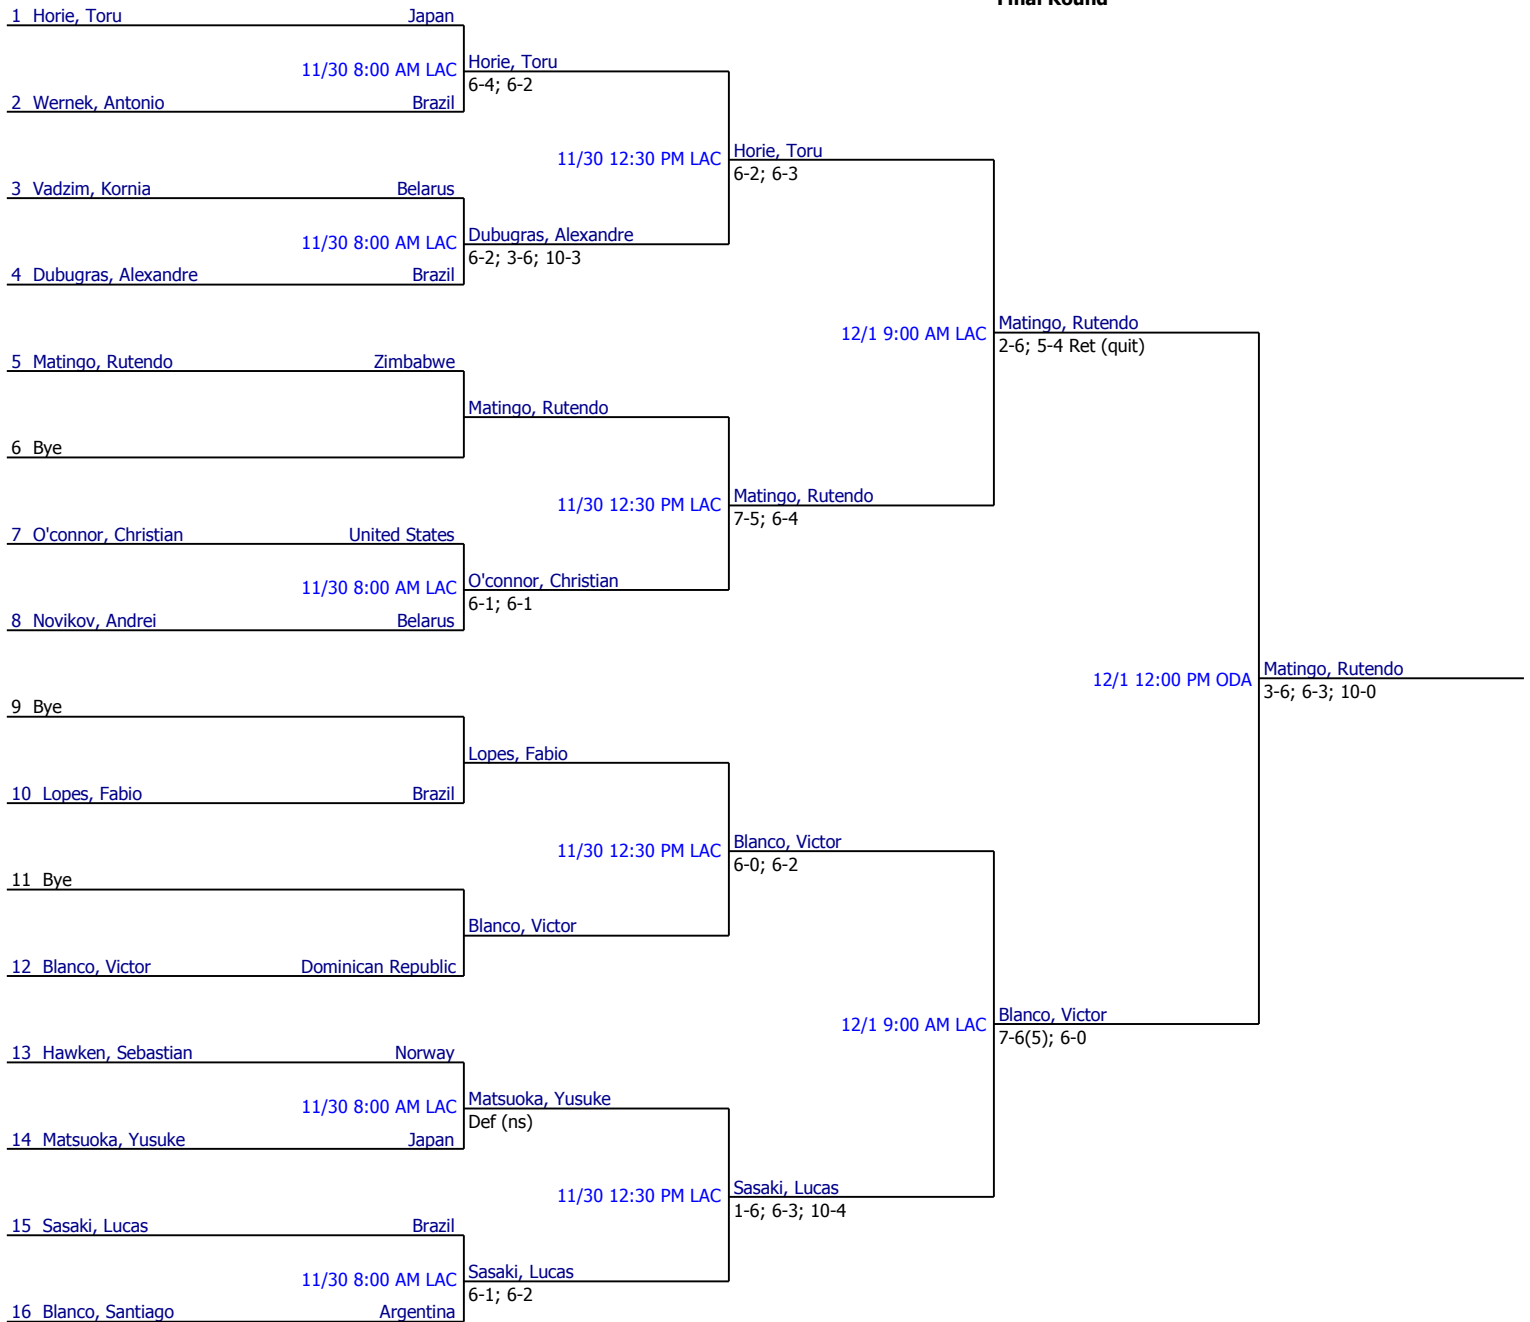 Final Round
1 Horie, Toru Japan
11/30 8:00 AM LAC
Horie, Toru
6-4; 6-2
2 Wernek, Antonio Brazil
11/30 12:30 PM LAC
Horie, Toru
6-2; 6-3
3 Vadzim, Kornia Belarus
11/30 8:00 AM LAC
Dubugras, Alexandre
6-2; 3-6; 10-3
4 Dubugras, Alexandre Brazil
12/1 9:00 AM LAC
Matingo, Rutendo
2-6; 5-4 Ret (quit)
5 Matingo, Rutendo Zimbabwe
Matingo, Rutendo
6 Bye
11/30 12:30 PM LAC
Matingo, Rutendo
7-5; 6-4
7 O'connor, Christian United States
11/30 8:00 AM LAC
O'connor, Christian
6-1; 6-1
8 Novikov, Andrei Belarus
12/1 12:00 PM ODA
Matingo, Rutendo
3-6; 6-3; 10-0
9 Bye
Lopes, Fabio
10 Lopes, Fabio Brazil
11/30 12:30 PM LAC
Blanco, Victor
6-0; 6-2
11 Bye
Blanco, Victor
12 Blanco, Victor Dominican Republic
12/1 9:00 AM LAC
Blanco, Victor
7-6(5); 6-0
13 Hawken, Sebastian Norway
11/30 8:00 AM LAC
Matsuoka, Yusuke
Def (ns)
14 Matsuoka, Yusuke Japan
11/30 12:30 PM LAC
Sasaki, Lucas
1-6; 6-3; 10-4
15 Sasaki, Lucas Brazil
11/30 8:00 AM LAC
Sasaki, Lucas
6-1; 6-2
16 Blanco, Santiago Argentina